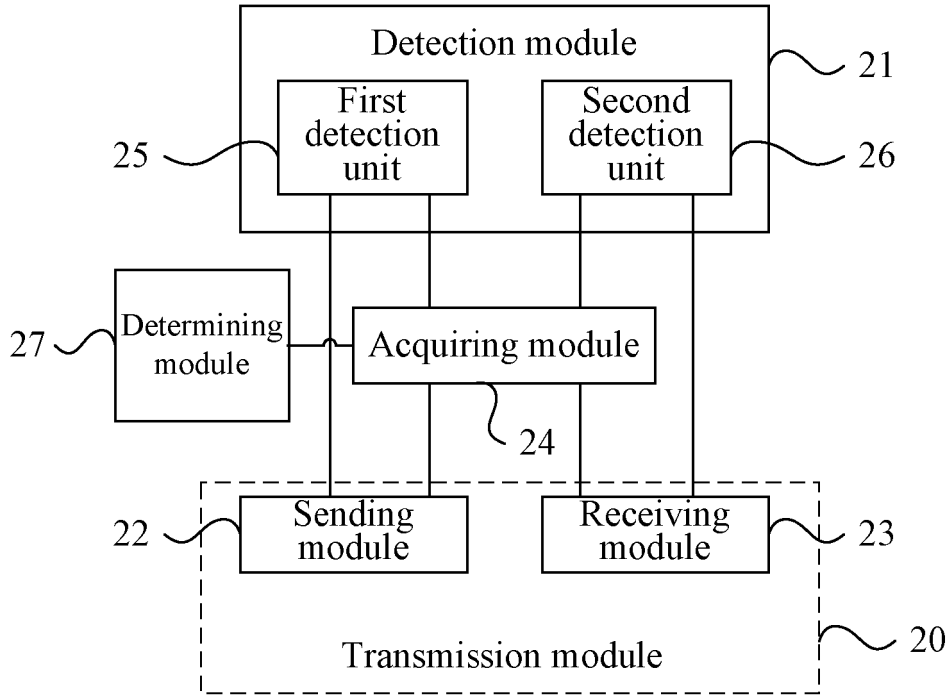 Detection module
21
First
detection
unit
25
Second
detection
unit
26
Determining
module
27
Acquiring module
24
Sending
module
22
Receiving
module
23
Transmission module
20